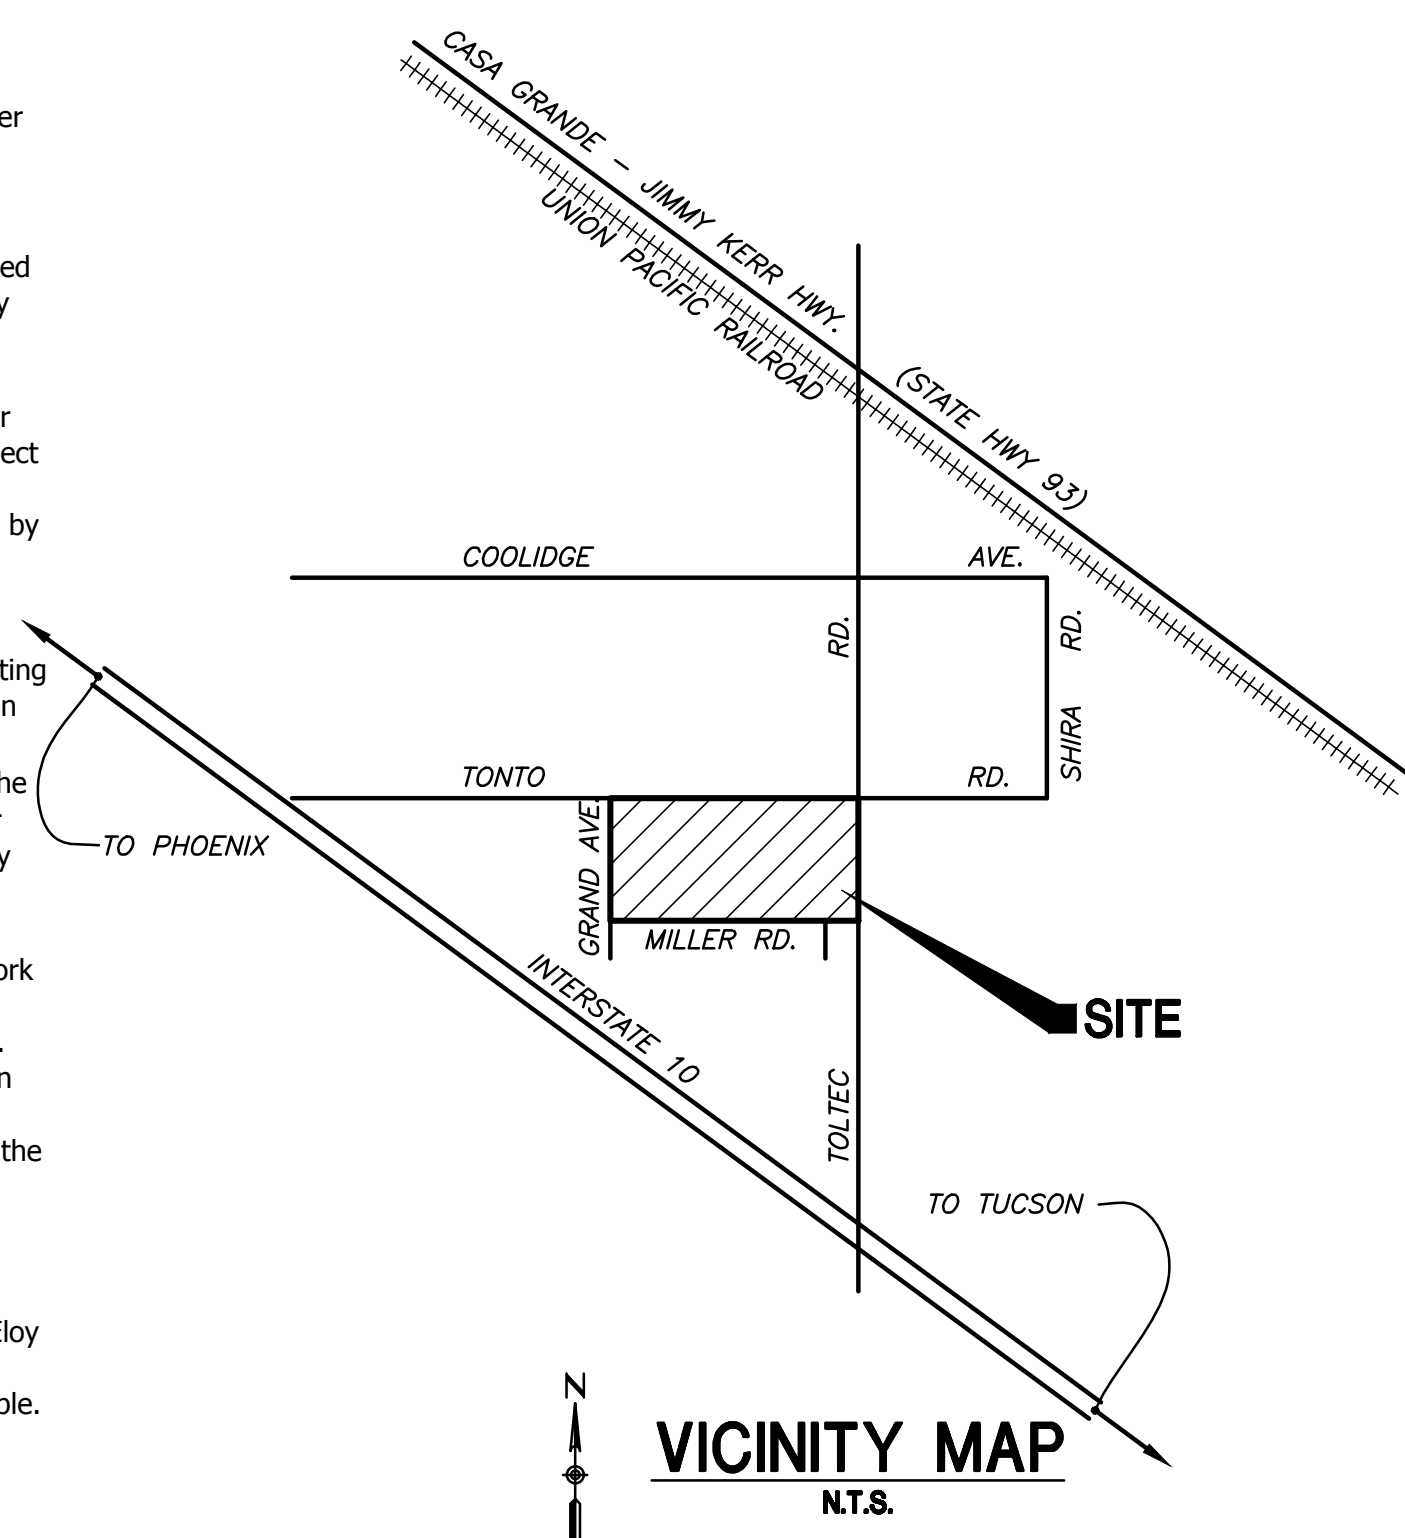 er
ed
y
r
ect
by
ting
n
he
y
ork
.
n
the
Eloy
ble.
CASA GRANDE - JIMMY KERR HWY.
(STATE HWY 93)
UNION PACIFIC RAILROAD
COOLIDGE AVE.
RD.
SHIRA RD.
TONTO RD.
GRAND AVE.
TO PHOENIX
MILLER RD.
INTERSTATE 10
SITE
TOLTEC
TO TUCSON
N
VICINITY MAP
N.T.S.